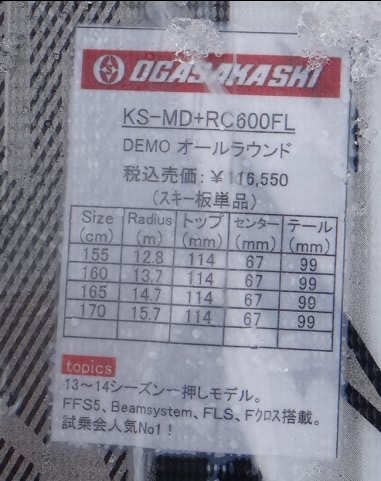 OGASAKA SKI
KS-MD+RC600FL
DEMO オールラウンド
税込売価:￥116,550
(スキー板単品)
Size (cm) Radius (m) トップ (mm) センター (mm) テール (mm)
155 12.8 114 67 99
160 13.7 114 67 99
165 14.7 114 67 99
170 15.7 114 67 99
topics
13～14シーズン一押しモデル。
FFS5、Beamsystem、FLS、Fクロス搭載。
試乗会人気No1！